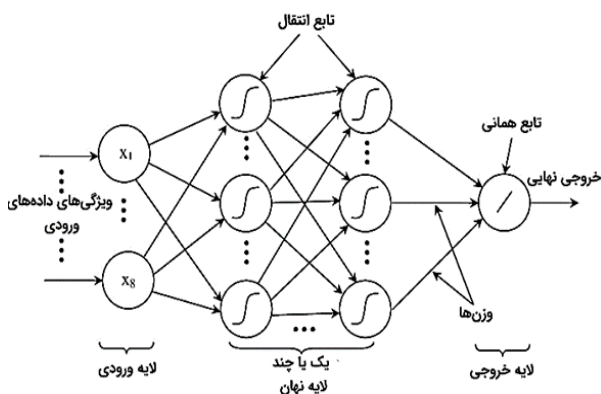 تابع انتقال
تابع همانی
خروجی نهایی
X1
ویژگی‌های داده‌های
ورودی
X8
وزن‌ها
لایه ورودی
یک یا چند
لایه نهان
لایه خروجی